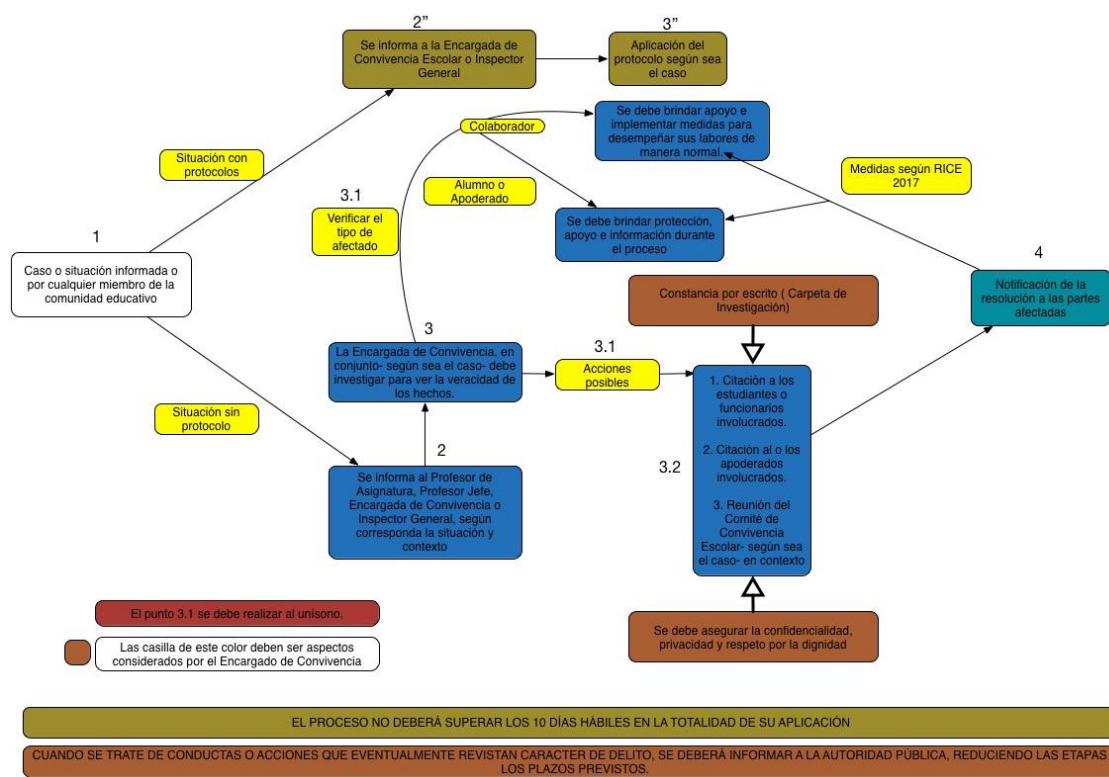 2”
Se informa a la Encargada de
Convivencia Escolar o Inspector
General
3”
Aplicación del
protocolo según sea
el caso
Situación con
protocolos
Colaborador
Se debe brindar apoyo e
implementar medidas para
desempeñar sus labores de
manera normal.
Alumno o
Apoderado
Medidas según RICE
2017
3.1
Verificar el
tipo de
afectado
Se debe brindar protección,
apoyo e información durante
el proceso
1
Caso o situación informada o
por cualquier miembro de la
comunidad educativo
4
Notificación de la
resolución a las partes
afectadas
Constancia por escrito ( Carpeta de
Investigación)
3
La Encargada de Convivencia, en
conjunto- según sea el caso- debe
investigar para ver la veracidad de
los hechos.
3.1
Acciones
posibles
Situación sin
protocolo
2
Se informa al Profesor de
Asignatura, Profesor Jefe,
Encargada de Convivencia o
Inspector General, según
corresponda la situación y
contexto
3.2
1. Citación a los
estudiantes o
funcionarios
involucrados.
2. Citación al o los
apoderados
involucrados.
3. Reunión del
Comité de
Convivencia
Escolar- según sea
el caso- en contexto
Se debe asegurar la confidencialidad,
privacidad y respeto por la dignidad
El punto 3.1 se debe realizar al unísono.
Las casilla de este color deben ser aspectos
considerados por el Encargado de Convivencia
EL PROCESO NO DEBERÁ SUPERAR LOS 10 DÍAS HÁBILES EN LA TOTALIDAD DE SU APLICACIÓN
CUANDO SE TRATE DE CONDUCTAS O ACCIONES QUE EVENTUALMENTE REVISTAN CARACTER DE DELITO, SE DEBERÁ INFORMAR A LA AUTORIDAD PÚBLICA, REDUCIENDO LAS ETAPAS
LOS PLAZOS PREVISTOS.